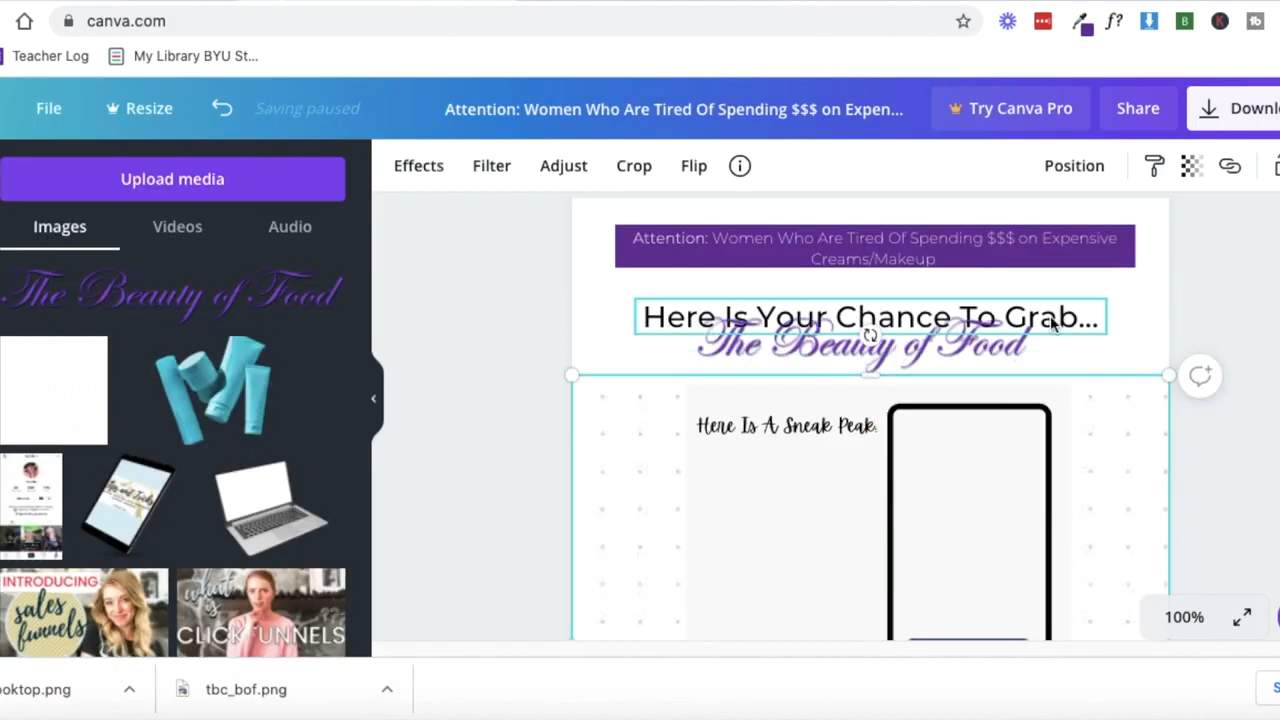 canva.com
f?
B
K
tb
Teacher Log
My Library BYU St...
File
Resize
Saving paused
Attention: Women Who Are Tired Of Spending $$$ on Expen...
Try Canva Pro
Share
Downl
Upload media
Effects
Filter
Adjust
Crop
Flip
Position
Images
Videos
Audio
The Beauty of Food
Attention: Women Who Are Tired Of Spending $$$ on Expensive
Creams/Makeup
Here Is Your Chance To Grab...
The Beauty of Food
Here Is A Sneak Peak:
INTRODUCING
sales
funnels
what
is
CLICK UNNELS
100%
oktop.png
tbc_bof.png
S